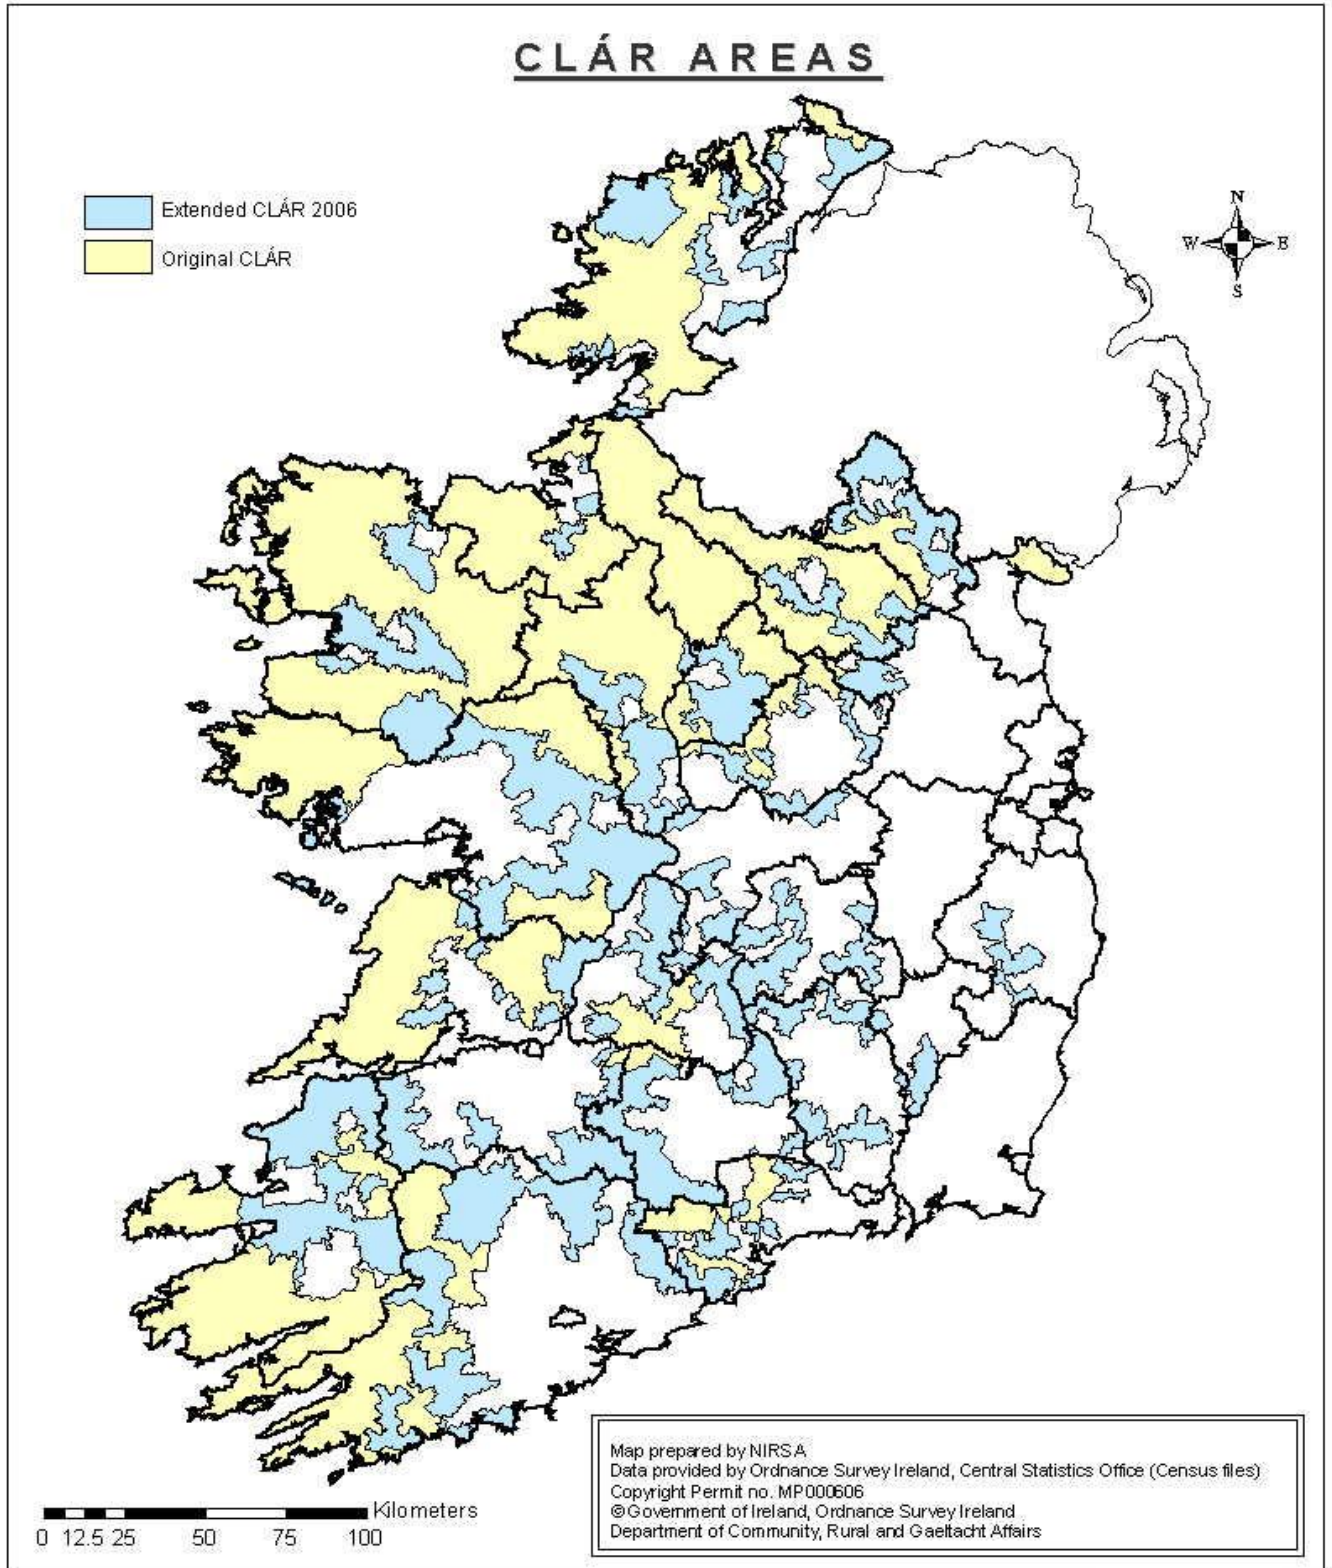 CLÁR AREAS
Extended CLÁR 2006
Original CLÁR
N
W E
S
Kilometers
0 12.5 25 50 75 100
Map prepared by NIRSA
Data provided by Ordnance Survey Ireland, Central Statistics Office (Census files)
Copyright Permit no. MP000606
©Government of Ireland, Ordnance Survey Ireland
Department of Community, Rural and Gaeltacht Affairs